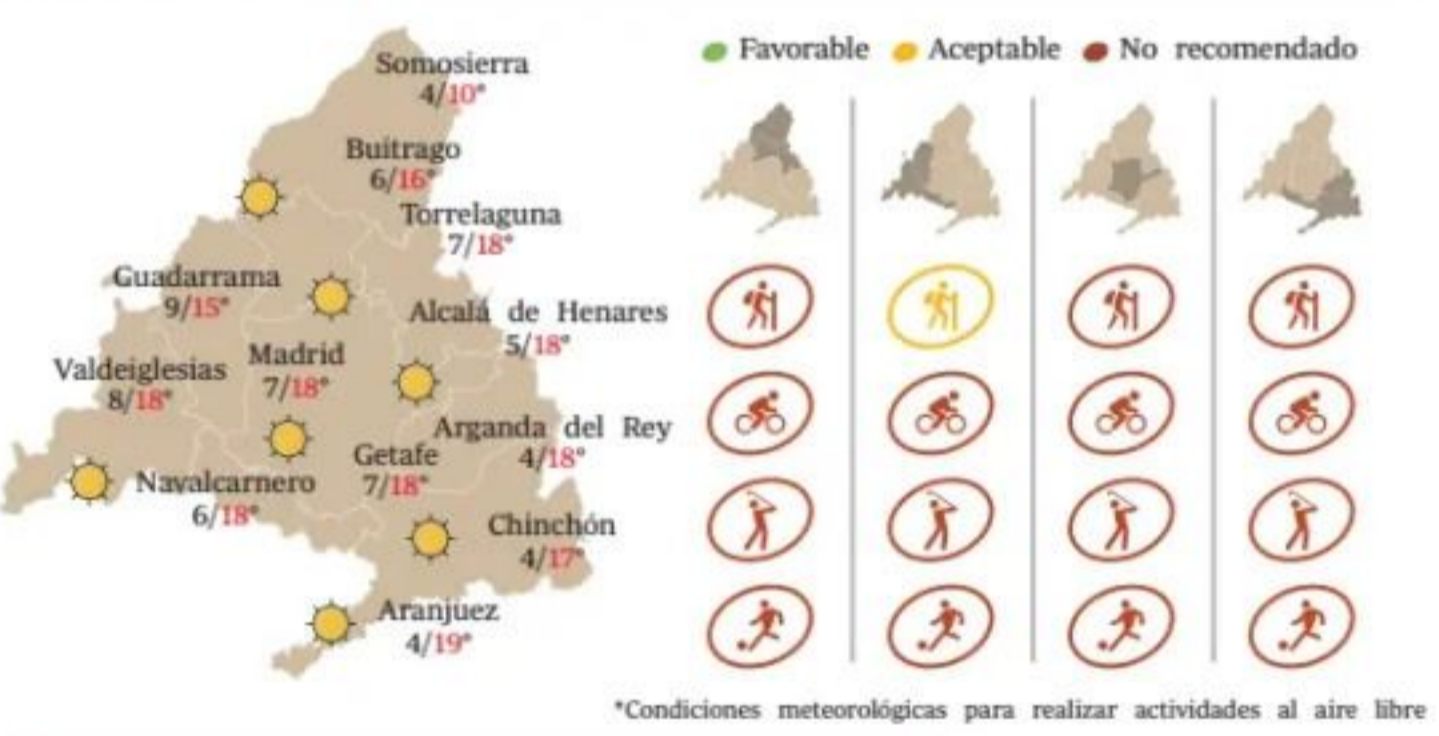 Somosierra
4/10°
Buitrago
6/16°
Torrelaguna
7/18°
Guadarrama
9/15°
Alcalá de Henares
5/18°
Madrid
7/18°
Valdeiglesias
8/18°
Arganda del Rey
4/18°
Getafe
7/18°
Navalcarnero
6/18°
Chinchón
4/17°
Aranjuez
4/19°
Favorable Aceptable No recomendado
*Condiciones meteorológicas para realizar actividades al aire libre